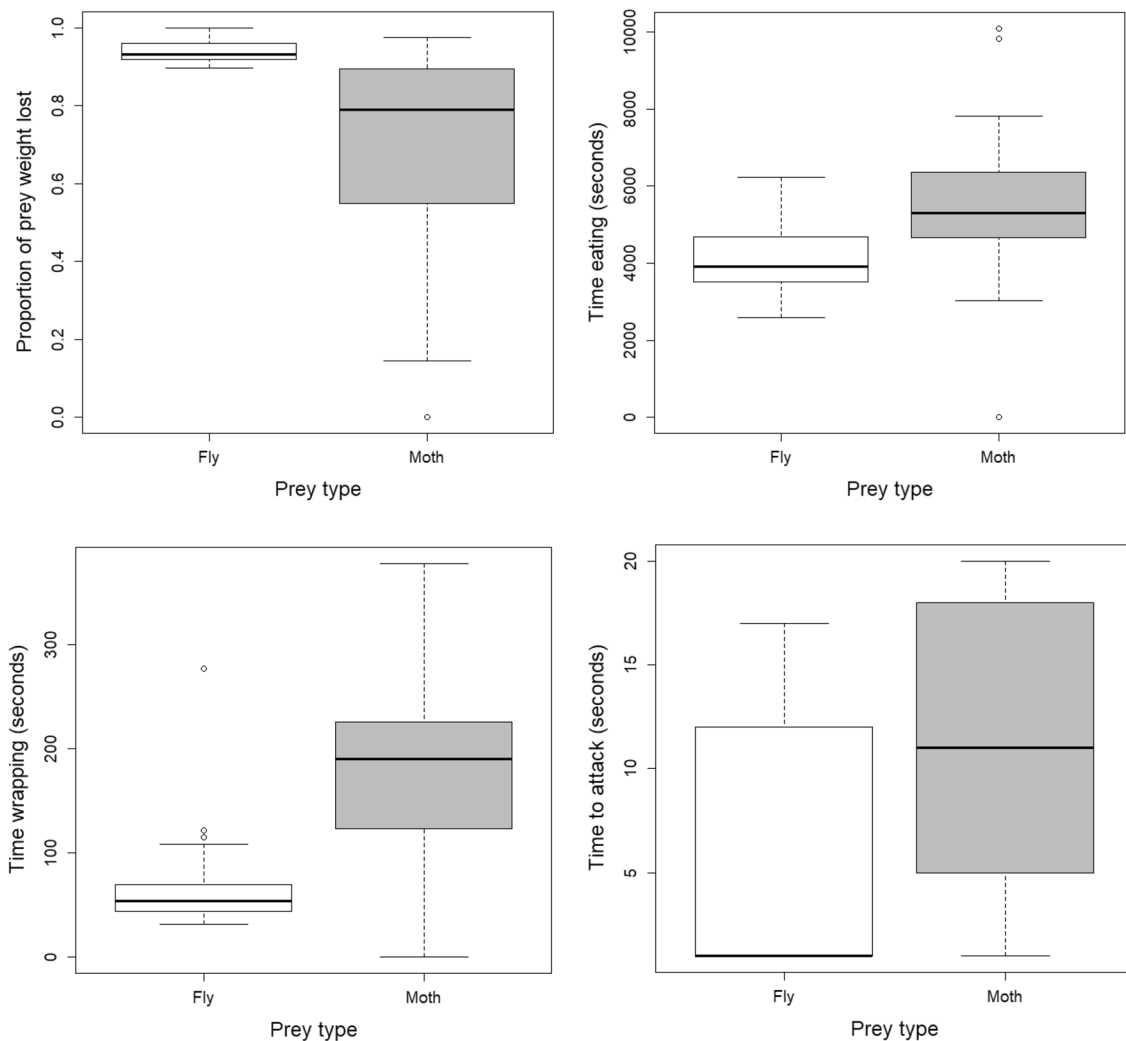 Proportion of prey weight lost
1.0
0.8
0.6
0.4
0.2
0.0
Fly Moth
Prey type
Time eating (seconds)
10000
8000
6000
4000
2000
0
Fly Moth
Prey type
Time wrapping (seconds)
300
200
100
0
Fly Moth
Prey type
Time to attack (seconds)
20
15
10
5
Fly Moth
Prey type